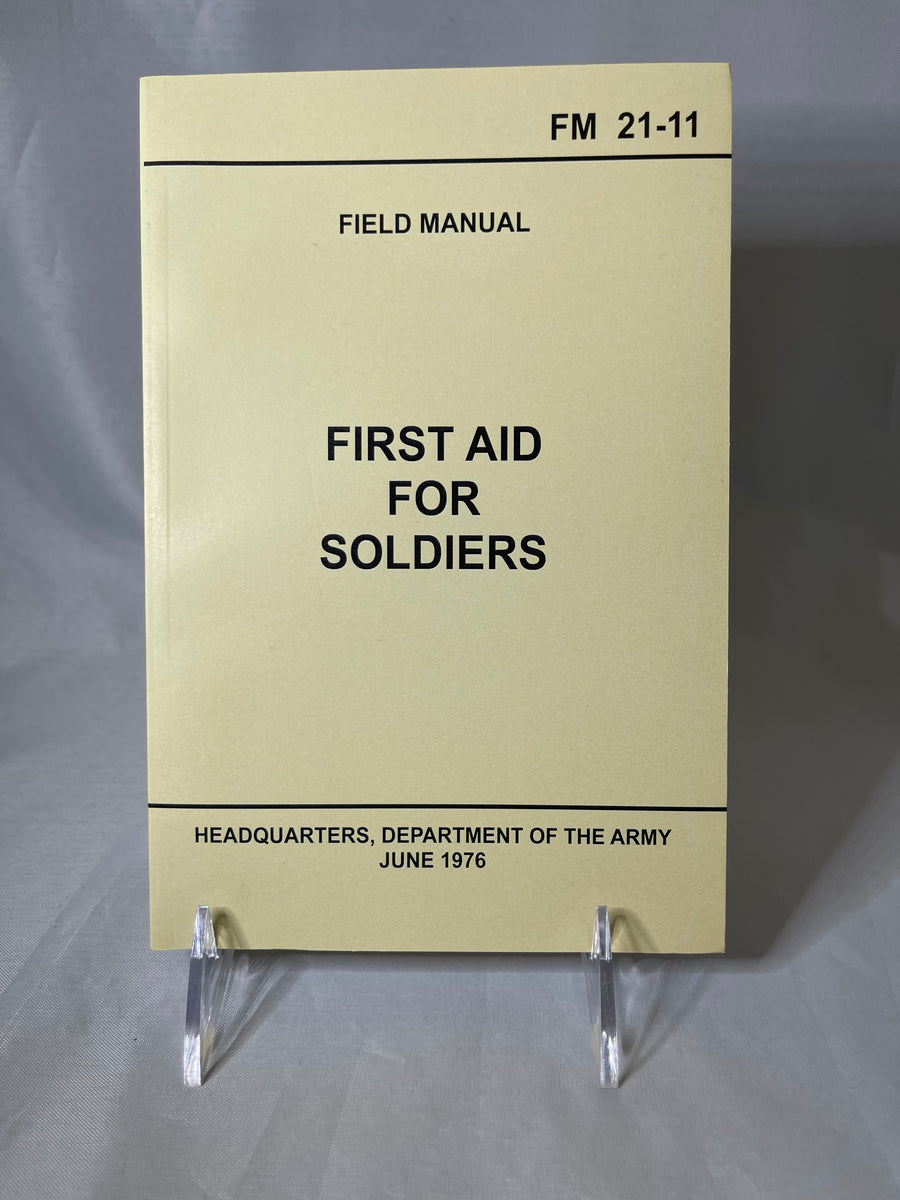 FM 21-11
FIELD MANUAL
FIRST AID
FOR
SOLDIERS
HEADQUARTERS, DEPARTMENT OF THE ARMY
JUNE 1976